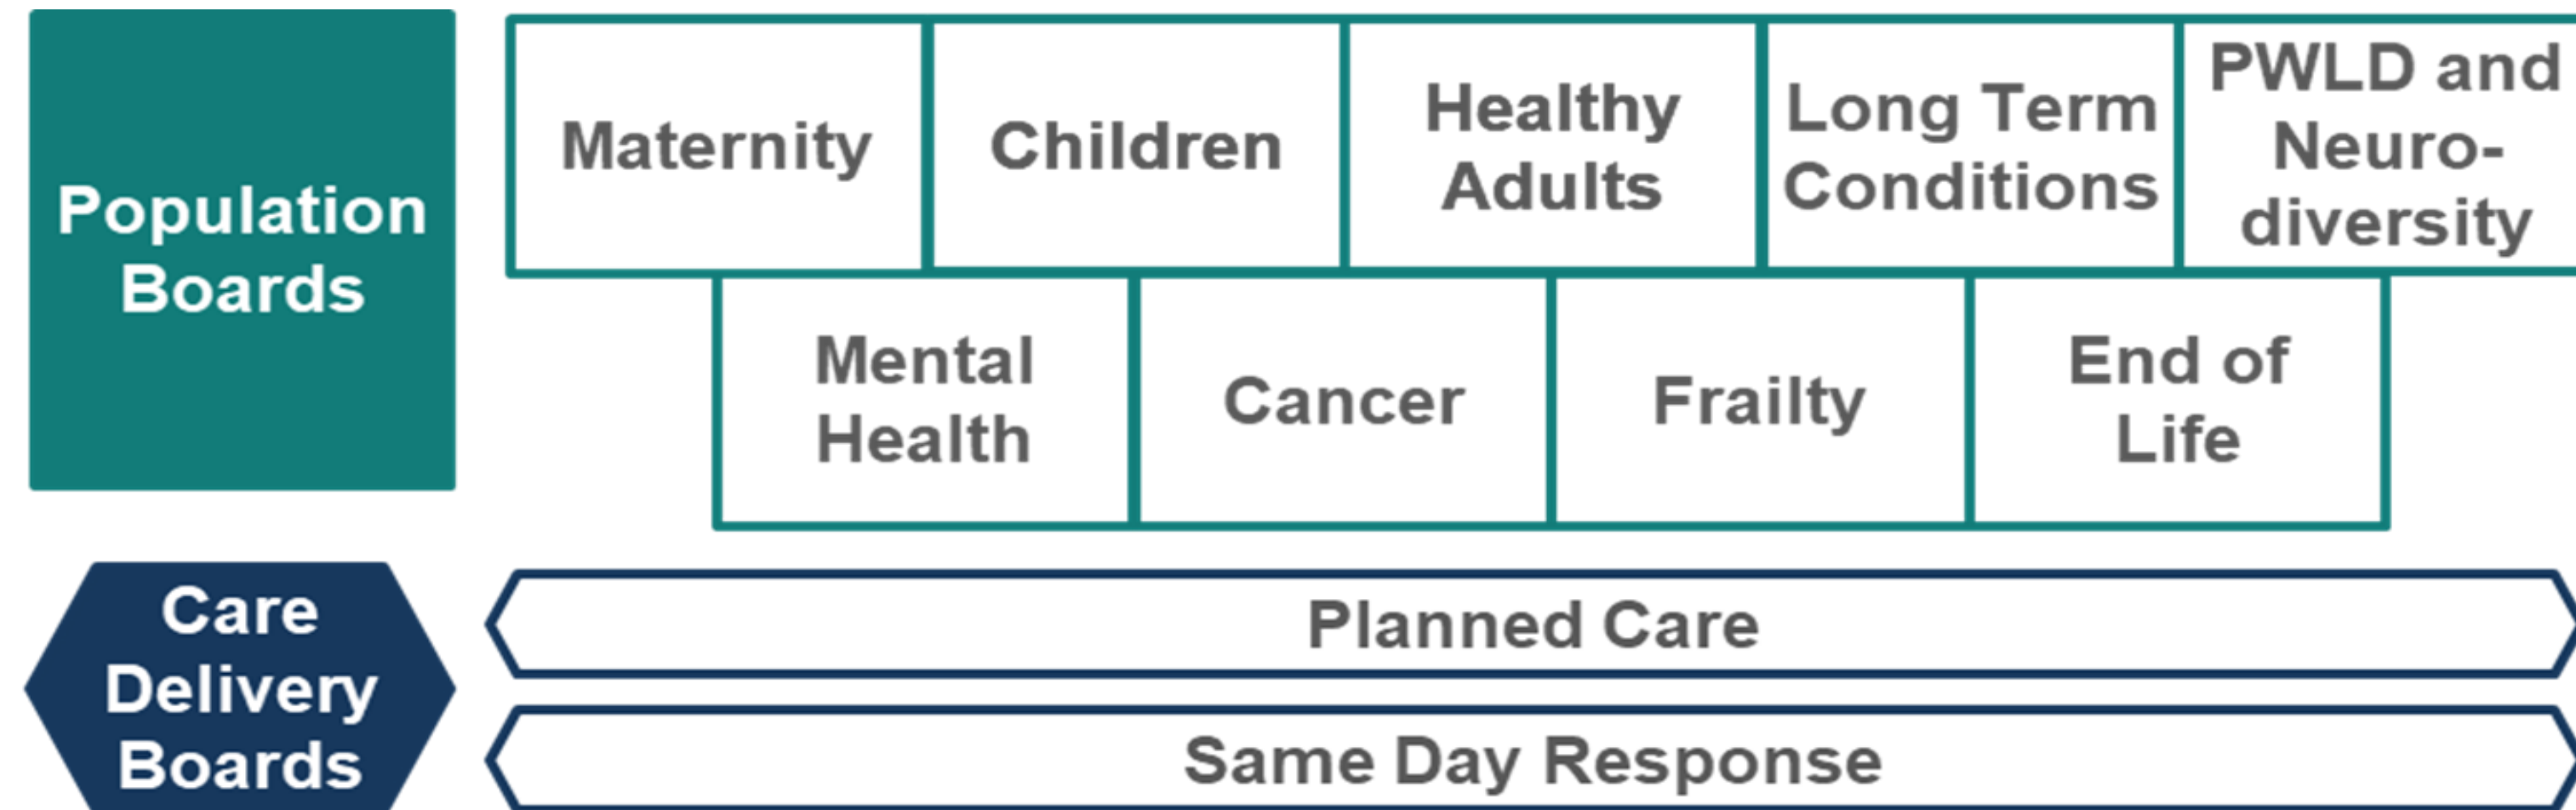 Population
Boards
Maternity
Children
Healthy
Adults
Long Term
Conditions
PWLD and
Neuro-
diversity
Mental
Health
Cancer
Frailty
End of
Life
Care
Delivery
Boards
Planned Care
Same Day Response